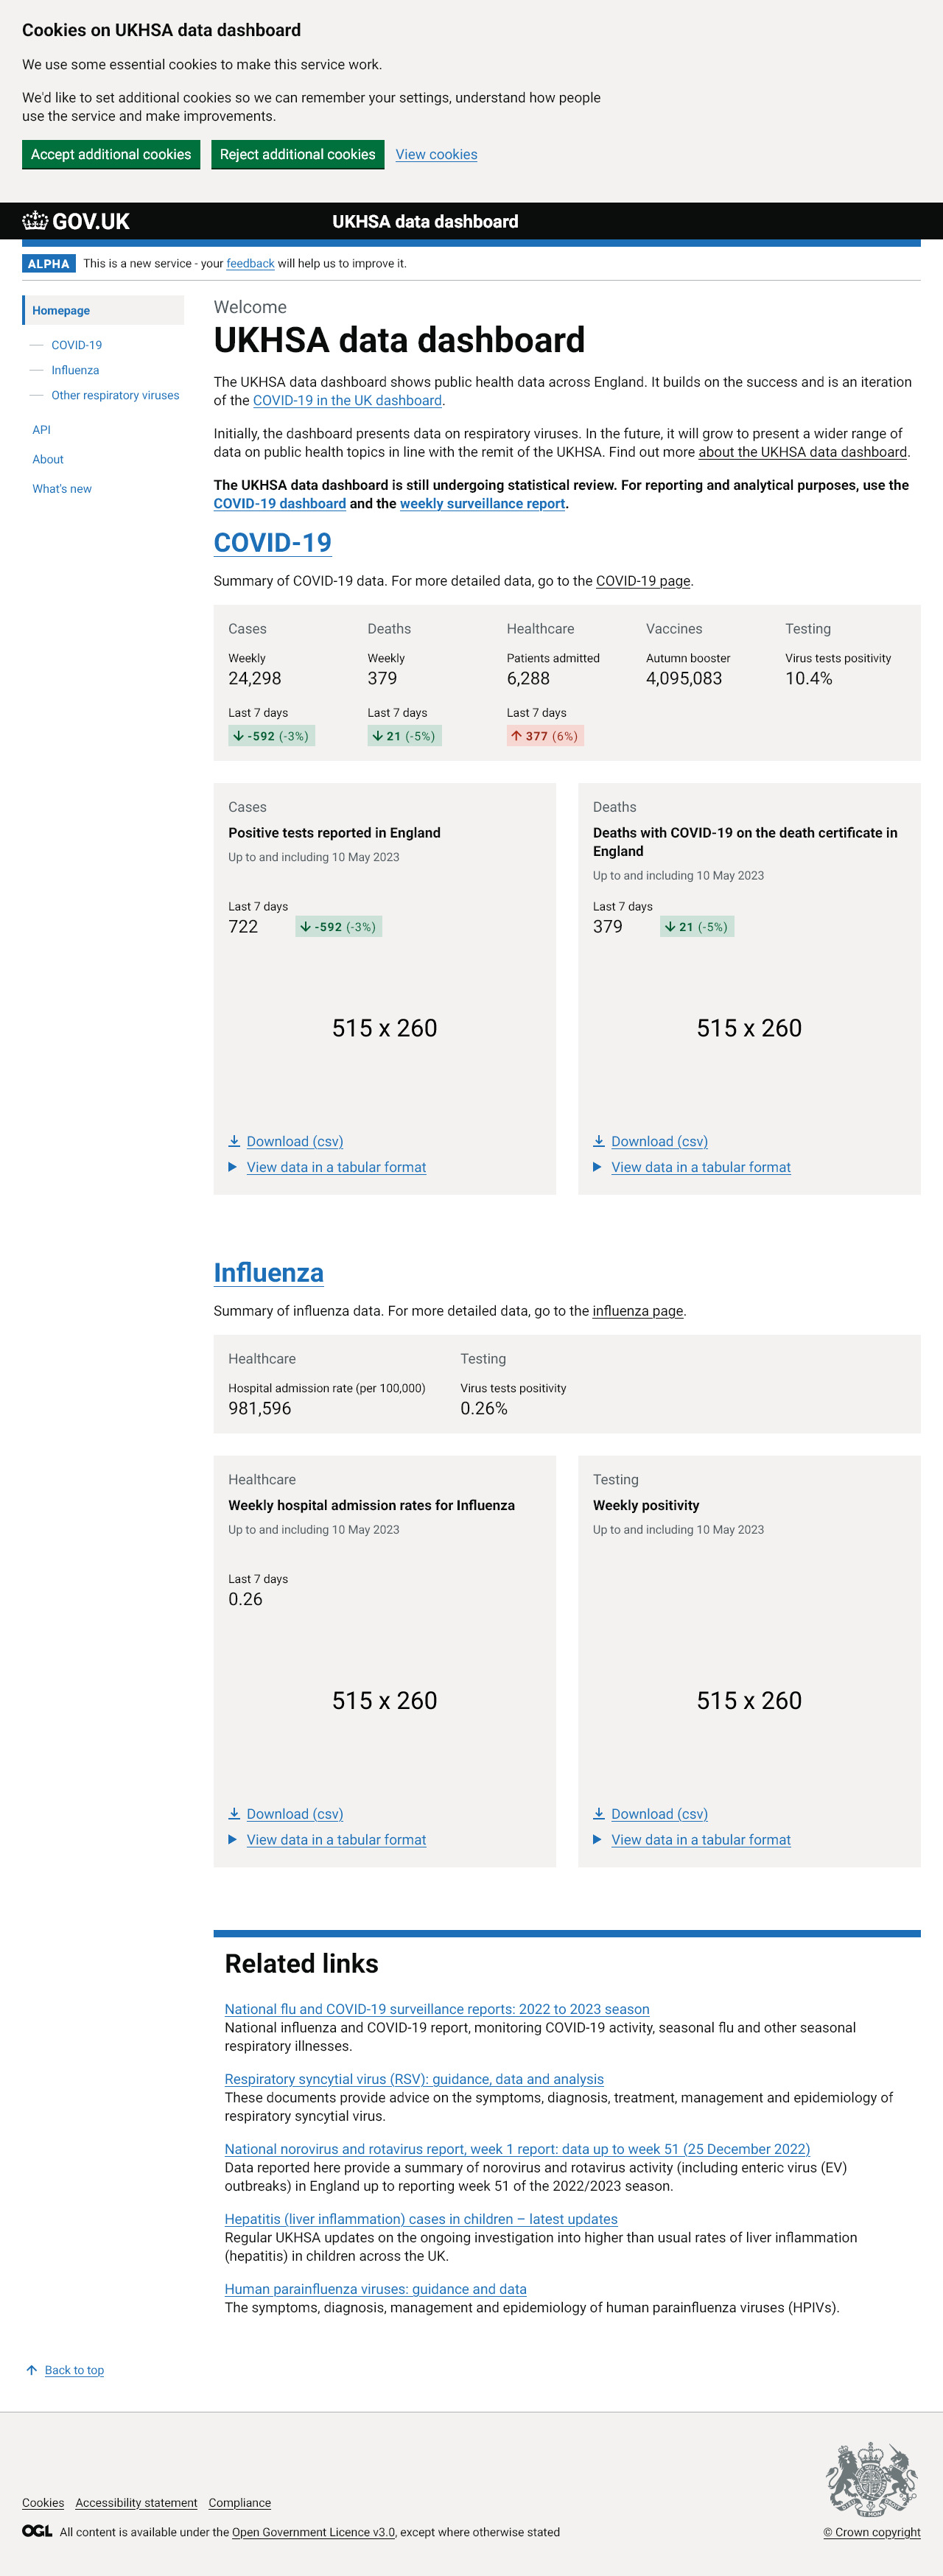 Cookies on UKHSA data dashboard
We use some essential cookies to make this service work.
We'd like to set additional cookies so we can remember your settings, understand how people
use the service and make improvements.
Accept additional cookies Reject additional cookies View cookies
GOV.UK UKHSA data dashboard
ALPHA This is a new service - your feedback will help us to improve it.
Homepage
COVID-19
Influenza
Other respiratory viruses
API
About
What's new
Welcome
UKHSA data dashboard
The UKHSA data dashboard shows public health data across England. It builds on the success and is an iteration
of the COVID-19 in the UK dashboard.
Initially, the dashboard presents data on respiratory viruses. In the future, it will grow to present a wider range of
data on public health topics in line with the remit of the UKHSA. Find out more about the UKHSA data dashboard.
The UKHSA data dashboard is still undergoing statistical review. For reporting and analytical purposes, use the
COVID-19 dashboard and the weekly surveillance report.
COVID-19
Summary of COVID-19 data. For more detailed data, go to the COVID-19 page.
Cases Deaths Healthcare Vaccines Testing
Weekly Weekly Patients admitted Autumn booster Virus tests positivity
24,298 379 6,288 4,095,083 10.4%
Last 7 days Last 7 days Last 7 days
-592 (-3%) 21 (-5%) 377 (6%)
Cases
Positive tests reported in England
Up to and including 10 May 2023
Last 7 days
722 -592 (-3%)
515 x 260
Download (csv)
View data in a tabular format
Deaths
Deaths with COVID-19 on the death certificate in
England
Up to and including 10 May 2023
Last 7 days
379 21 (-5%)
515 x 260
Download (csv)
View data in a tabular format
Influenza
Summary of influenza data. For more detailed data, go to the influenza page.
Healthcare Testing
Hospital admission rate (per 100,000) Virus tests positivity
981,596 0.26%
Healthcare
Weekly hospital admission rates for Influenza
Up to and including 10 May 2023
Last 7 days
0.26
515 x 260
Download (csv)
View data in a tabular format
Testing
Weekly positivity
Up to and including 10 May 2023
515 x 260
Download (csv)
View data in a tabular format
Related links
National flu and COVID-19 surveillance reports: 2022 to 2023 season
National influenza and COVID-19 report, monitoring COVID-19 activity, seasonal flu and other seasonal
respiratory illnesses.
Respiratory syncytial virus (RSV): guidance, data and analysis
These documents provide advice on the symptoms, diagnosis, treatment, management and epidemiology of
respiratory syncytial virus.
National norovirus and rotavirus report, week 1 report: data up to week 51 (25 December 2022)
Data reported here provide a summary of norovirus and rotavirus activity (including enteric virus (EV)
outbreaks) in England up to reporting week 51 of the 2022/2023 season.
Hepatitis (liver inflammation) cases in children – latest updates
Regular UKHSA updates on the ongoing investigation into higher than usual rates of liver inflammation
(hepatitis) in children across the UK.
Human parainfluenza viruses: guidance and data
The symptoms, diagnosis, management and epidemiology of human parainfluenza viruses (HPIVs).
Back to top
Cookies Accessibility statement Compliance
OGL All content is available under the Open Government Licence v3.0, except where otherwise stated
© Crown copyright